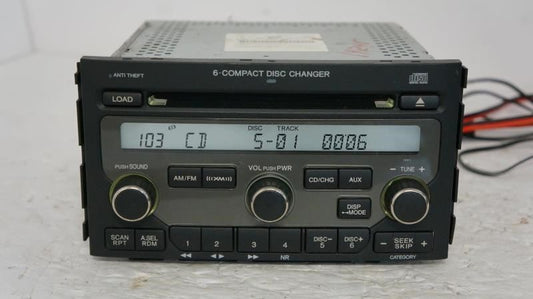 ANTI THEFT
6-COMPACT DISC CHANGER
LOAD
DISC TRACK
103 CD 5-01 0006
PUSH SOUND
VOL PUSH PWR
− TUNE +
AM/FM XM CD/CHG AUX
DISP
MODE
SCAN
RPT
A.SEL
RDM
1 2 3 4
DISC−
5
DISC+
6
− SEEK
SKIP +
NR
CATEGORY